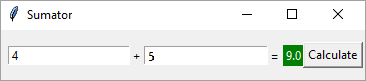 Sumator
4 + 5 = 9.0 Calculate